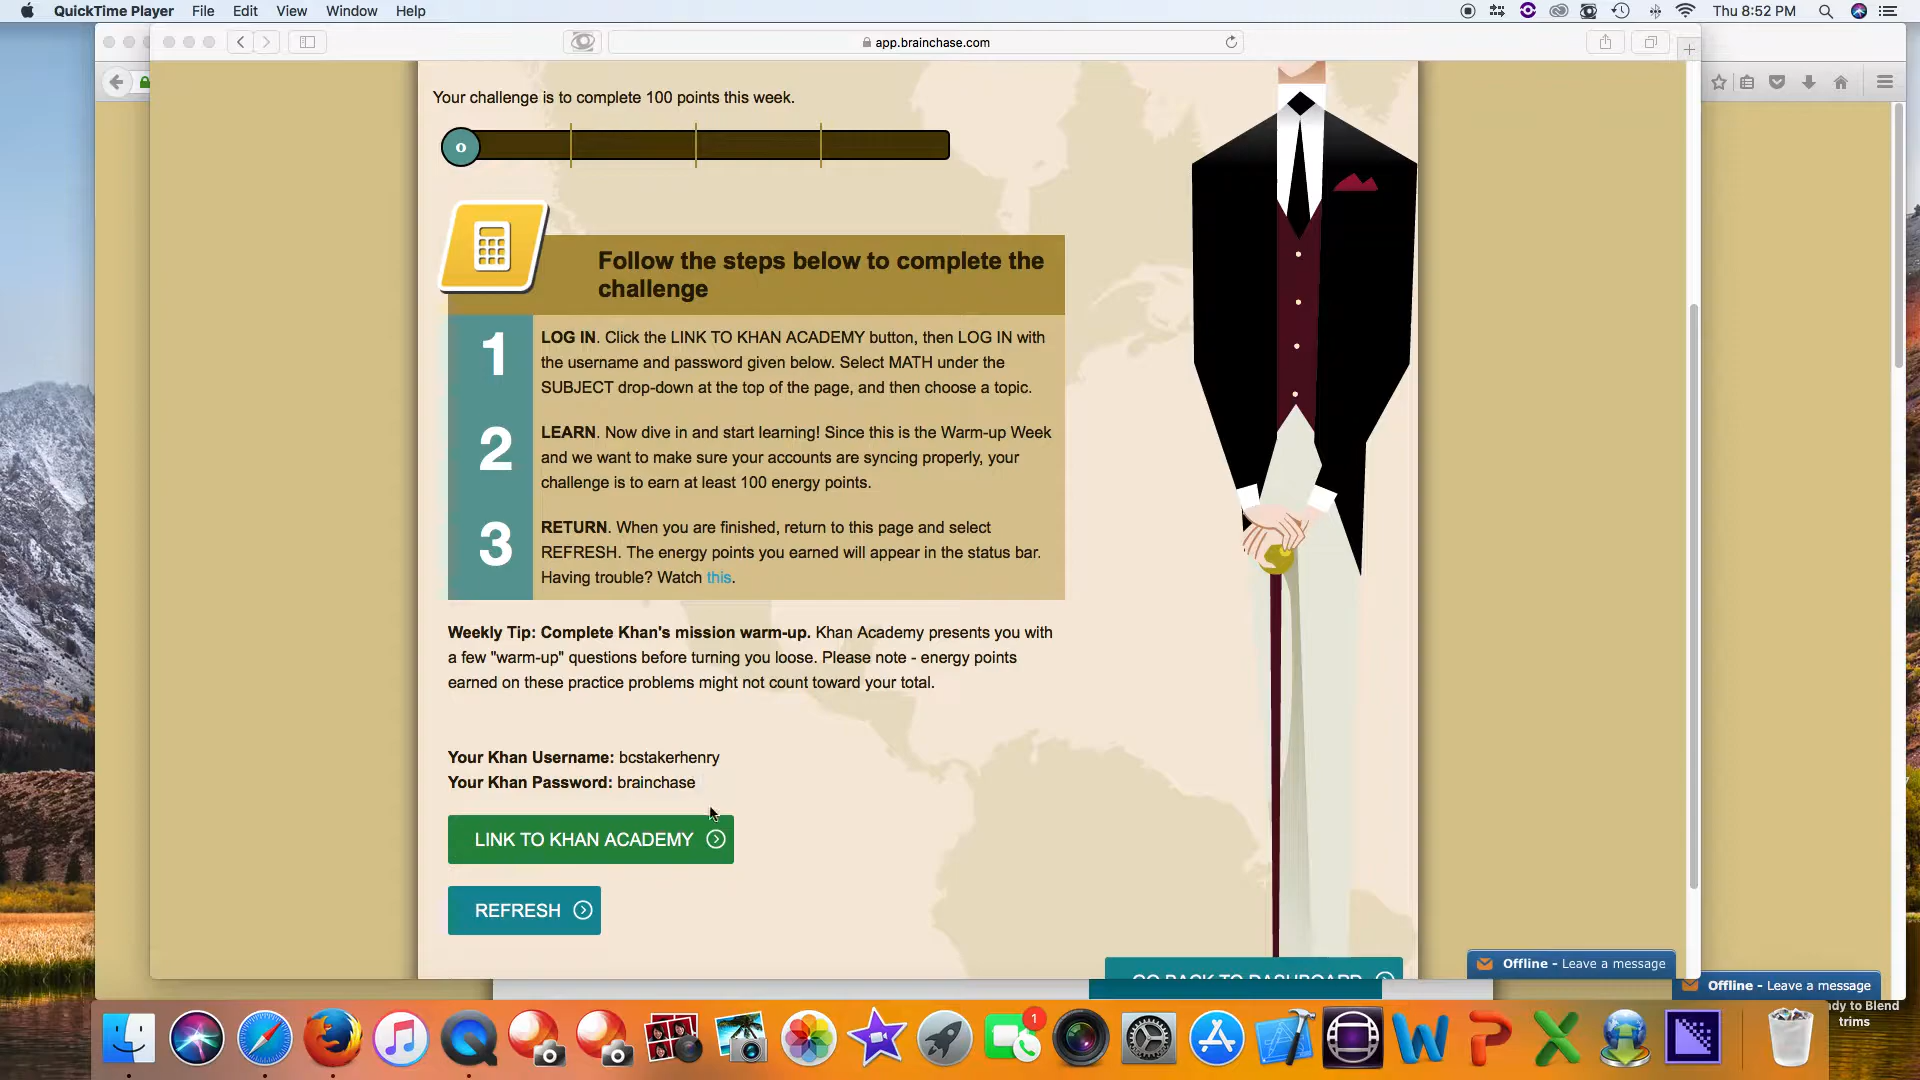 QuickTime Player File Edit View Window Help
Thu 8:52 PM
app.brainchase.com
Your challenge is to complete 100 points this week.
0
Follow the steps below to complete the
challenge
1
LOG IN. Click the LINK TO KHAN ACADEMY button, then LOG IN with
the username and password given below. Select MATH under the
SUBJECT drop-down at the top of the page, and then choose a topic.
2
LEARN. Now dive in and start learning! Since this is the Warm-up Week
and we want to make sure your accounts are syncing properly, your
challenge is to earn at least 100 energy points.
3
RETURN. When you are finished, return to this page and select
REFRESH. The energy points you earned will appear in the status bar.
Having trouble? Watch this.
Weekly Tip: Complete Khan's mission warm-up. Khan Academy presents you with
a few "warm-up" questions before turning you loose. Please note - energy points
earned on these practice problems might not count toward your total.
Your Khan Username: bcstakerhenry
Your Khan Password: brainchase
LINK TO KHAN ACADEMY
REFRESH
GO BACK TO DASHBOARD
Offline - Leave a message
Offline - Leave a message
dy to Blend
trims
1
W P X